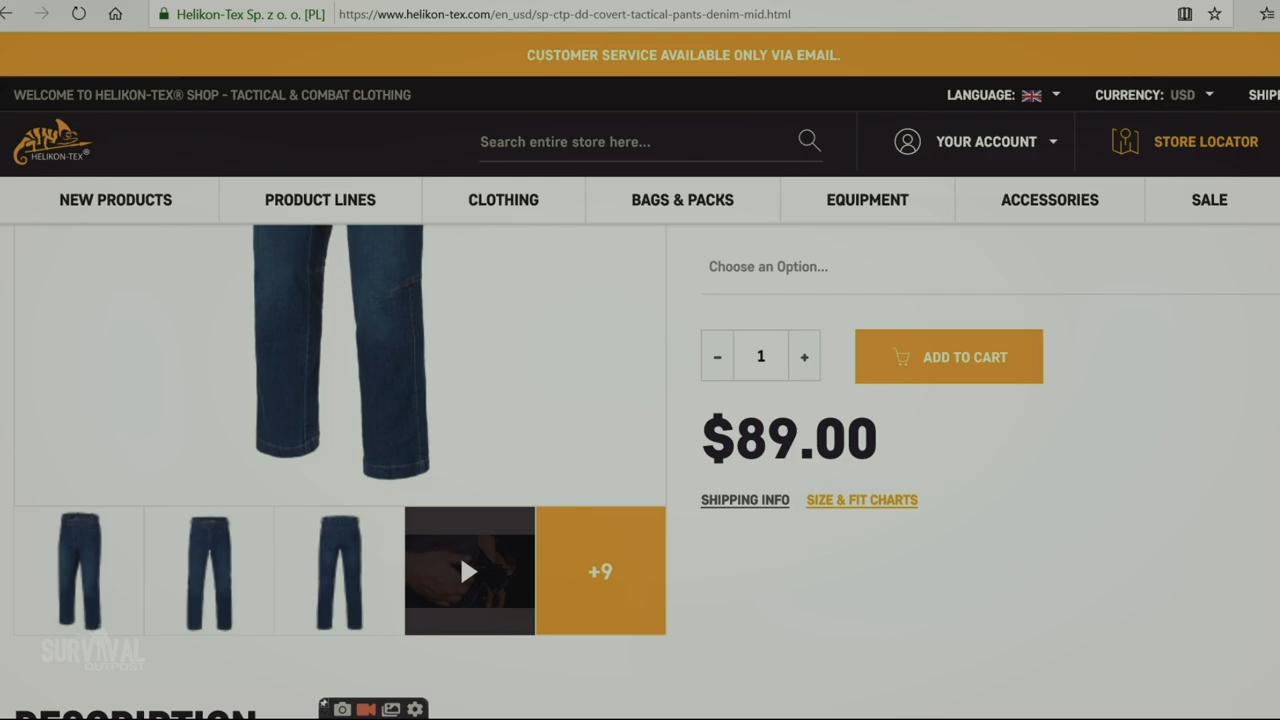 Helikon-Tex Sp. z o. o. [PL]
https://www.helikon-tex.com/en_usd/sp-ctp-dd-covert-tactical-pants-denim-mid.html
CUSTOMER SERVICE AVAILABLE ONLY VIA EMAIL.
WELCOME TO HELIKON-TEX® SHOP - TACTICAL & COMBAT CLOTHING
LANGUAGE:
CURRENCY: USD
SHIPI
HELIKON-TEX®
Search entire store here...
YOUR ACCOUNT
STORE LOCATOR
NEW PRODUCTS
PRODUCT LINES
CLOTHING
BAGS & PACKS
EQUIPMENT
ACCESSORIES
SALE
Choose an Option...
- 1 +
ADD TO CART
$89.00
SHIPPING INFO
SIZE & FIT CHARTS
+9
SURVIVAL
OUTPOST
DESCRIPTION